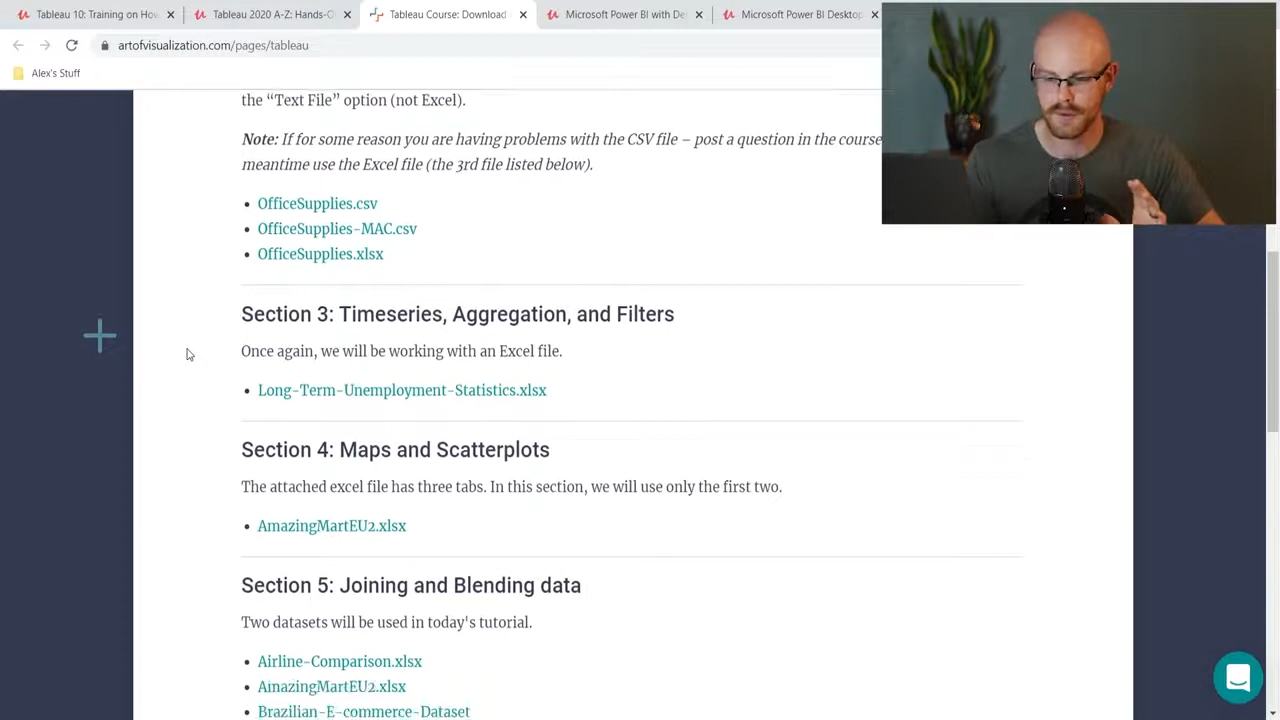 Tableau 10: Training on How
Tableau 2020 A-Z: Hands-O
Tableau Course: Download
Microsoft Power BI with De
Microsoft Power BI Desktop
artofvisualization.com/pages/tableau
Alex's Stuff
the “Text File” option (not Excel).
Note: If for some reason you are having problems with the CSV file – post a question in the course
meantime use the Excel file (the 3rd file listed below).
• OfficeSupplies.csv
• OfficeSupplies-MAC.csv
• OfficeSupplies.xlsx
Section 3: Timeseries, Aggregation, and Filters
Once again, we will be working with an Excel file.
• Long-Term-Unemployment-Statistics.xlsx
Section 4: Maps and Scatterplots
The attached excel file has three tabs. In this section, we will use only the first two.
• AmazingMartEU2.xlsx
Section 5: Joining and Blending data
Two datasets will be used in today's tutorial.
• Airline-Comparison.xlsx
• AmazingMartEU2.xlsx
• Brazilian-E-commerce-Dataset